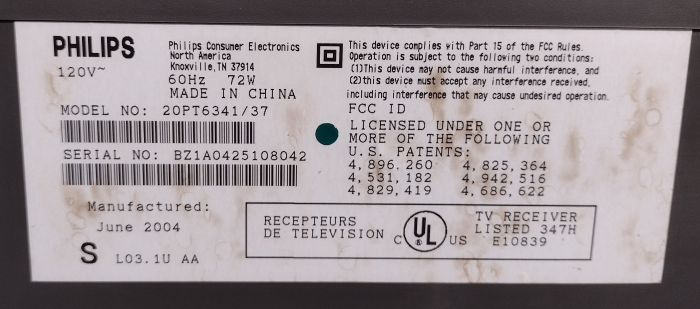 PHILIPS
120V~
Philips Consumer Electronics
North America
Knoxville, TN 37914
60Hz 72W
MADE IN CHINA
MODEL NO: 20PT6341/37
SERIAL NO: BZ1A0425108042
Manufactured:
June 2004
S L03.1U AA
This device complies with Part 15 of the FCC Rules.
Operation is subject to the following two conditions:
(1)This device may not cause harmful interference, and
(2)this device must accept any interference received,
including interference that may cause undesired operation.
FCC ID
LICENSED UNDER ONE OR
MORE OF THE FOLLOWING
U.S. PATENTS:
4,896.260 4,825,364
4,531,182 4,942,516
4,829,419 4,686,622
RECEPTEURS
DE TELEVISION
C UL ® US
TV RECEIVER
LISTED 347H
E10839